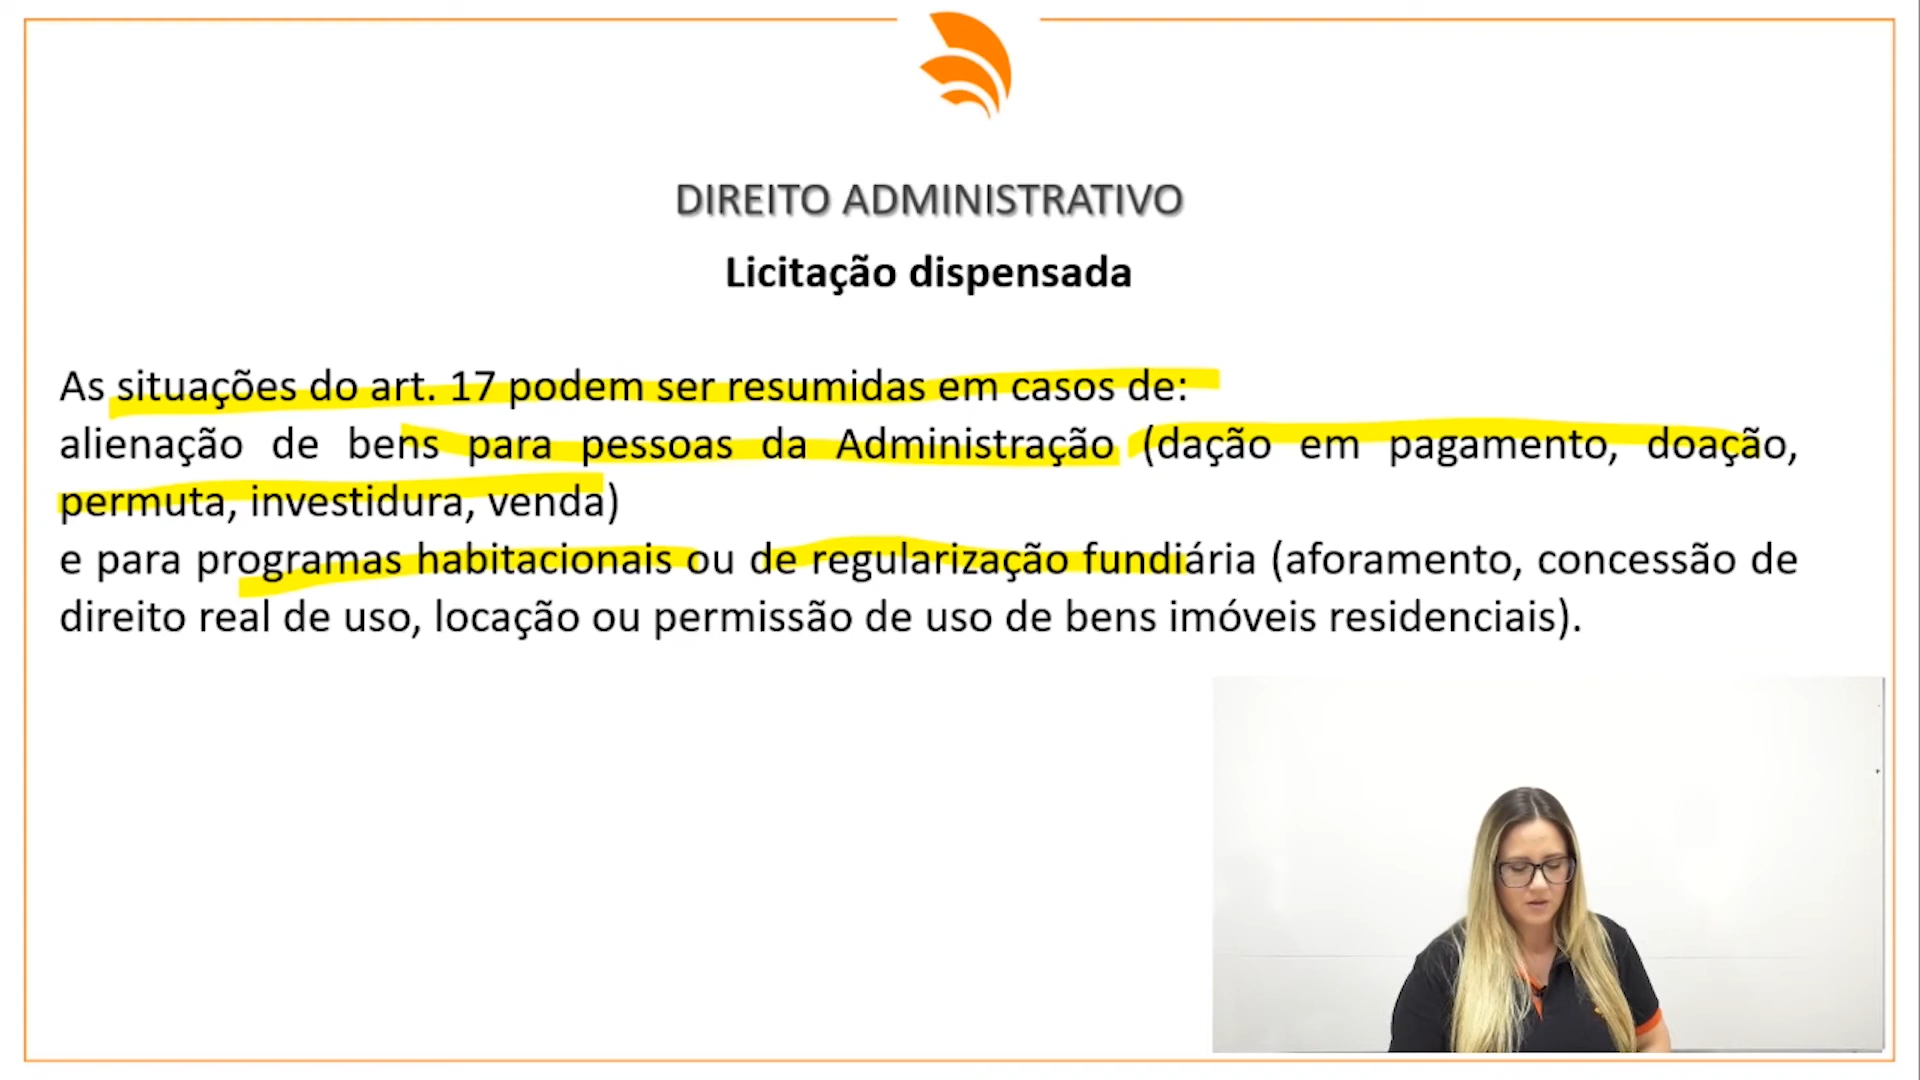 DIREITO ADMINISTRATIVO
Licitação dispensada
As situações do art. 17 podem ser resumidas em casos de:
alienação de bens para pessoas da Administração (dação em pagamento, doação,
permuta, investidura, venda)
e para programas habitacionais ou de regularização fundiária (aforamento, concessão de
direito real de uso, locação ou permissão de uso de bens imóveis residenciais).